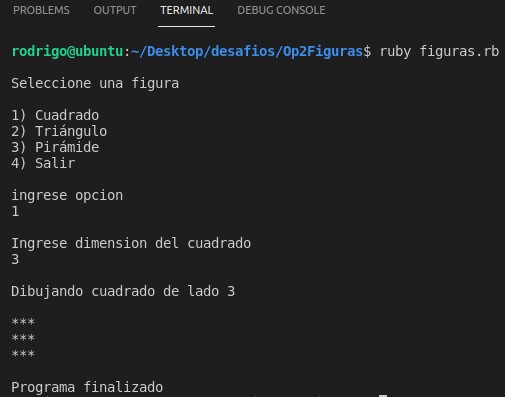 PROBLEMS OUTPUT TERMINAL DEBUG CONSOLE
rodrigo@ubuntu:~/Desktop/desafios/Op2Figuras$ ruby figuras.rb
Seleccione una figura
1) Cuadrado
2) Triángulo
3) Pirámide
4) Salir
ingrese opcion
1
Ingrese dimension del cuadrado
3
Dibujando cuadrado de lado 3
***
***
***
Programa finalizado